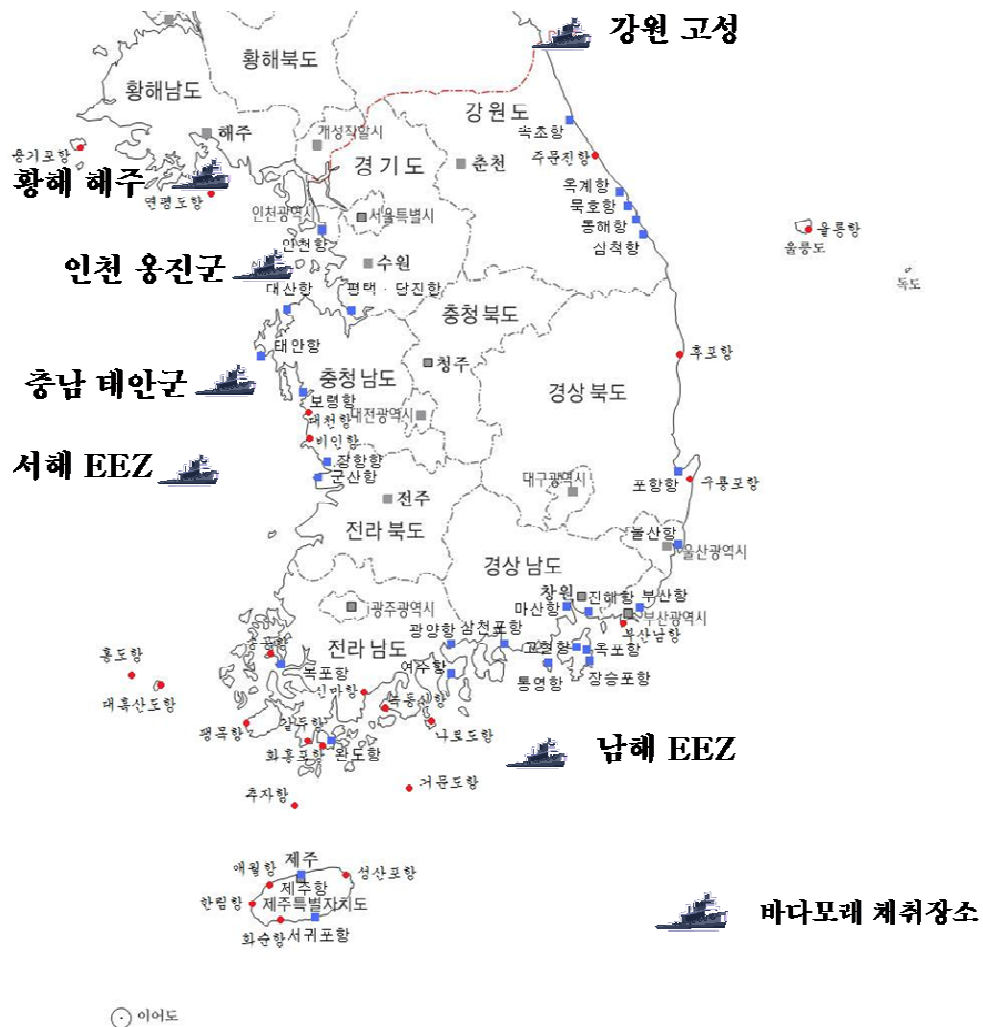 강원 고성
황해북도
황해남도
강원도
속초항
해주
개성직할시
주문진항
용기포항
경기도
춘천
황해 해주
옥계항
연평도항
묵호항
인천광역시
서울특별시
동해항
울릉항
인천항
삼척항
울릉도
인천 옹진군
수원
독도
대산항
평택·당진항
충청북도
태안항
후포항
청주
충남 태안군
충청남도
경상북도
보령항
대천항
대전광역시
비인항
서해 EEZ
장항항
군산항
대구광역시
포항항
구룡포항
전주
전라북도
울산항
울산광역시
경상남도
창원
진해항
부산항
마산항
광주광역시
부산광역시
광양항
삼천포항
부산남항
송공항
전라남도
고현항
옥포항
홍도항
목포항
여수항
통영항
장승포항
대흑산도항
신마항
녹동신항
팽목항
갈두항
나로도항
화흥포항
완도항
남해 EEZ
거문도항
추자항
제주
애월항
성산포항
제주항
한림항
제주특별자치도
화순항
서귀포항
바다모래 채취장소
이어도